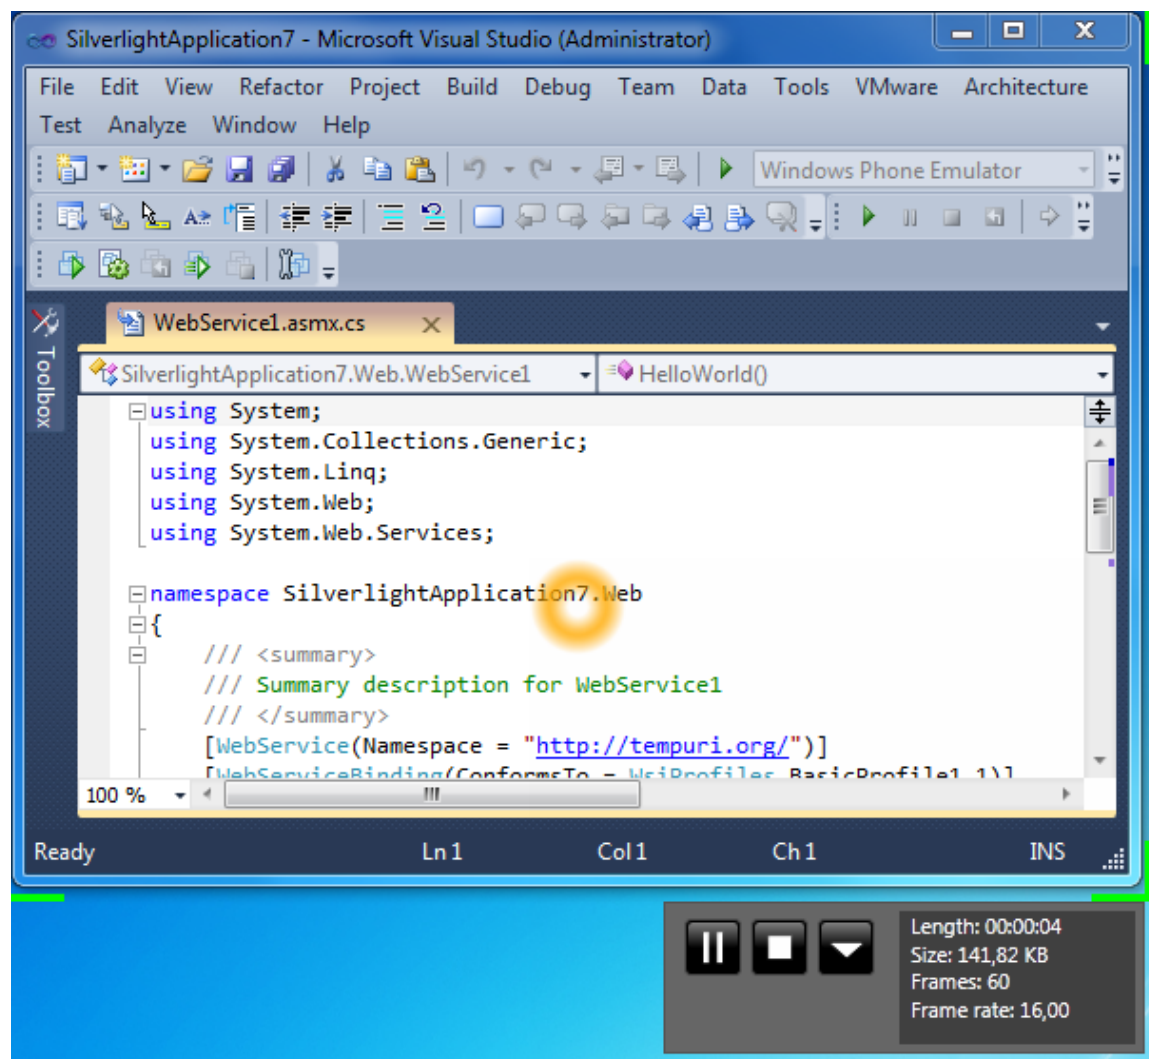 SilverlightApplication7 - Microsoft Visual Studio (Administrator)
File Edit View Refactor Project Build Debug Team Data Tools VMware Architecture
Test Analyze Window Help
Windows Phone Emulator
Toolbox
WebService1.asmx.cs
SilverlightApplication7.Web.WebService1 HelloWorld()
using System;
using System.Collections.Generic;
using System.Linq;
using System.Web;
using System.Web.Services;
namespace SilverlightApplication7.Web
{
/// <summary>
/// Summary description for WebService1
/// </summary>
[WebService(Namespace = "http://tempuri.org/")]
[WebServiceBinding(ConformsTo = WsiProfiles.BasicProfile1_1)]
100 %
Ready Ln 1 Col 1 Ch 1 INS
Length: 00:00:04
Size: 141,82 KB
Frames: 60
Frame rate: 16,00